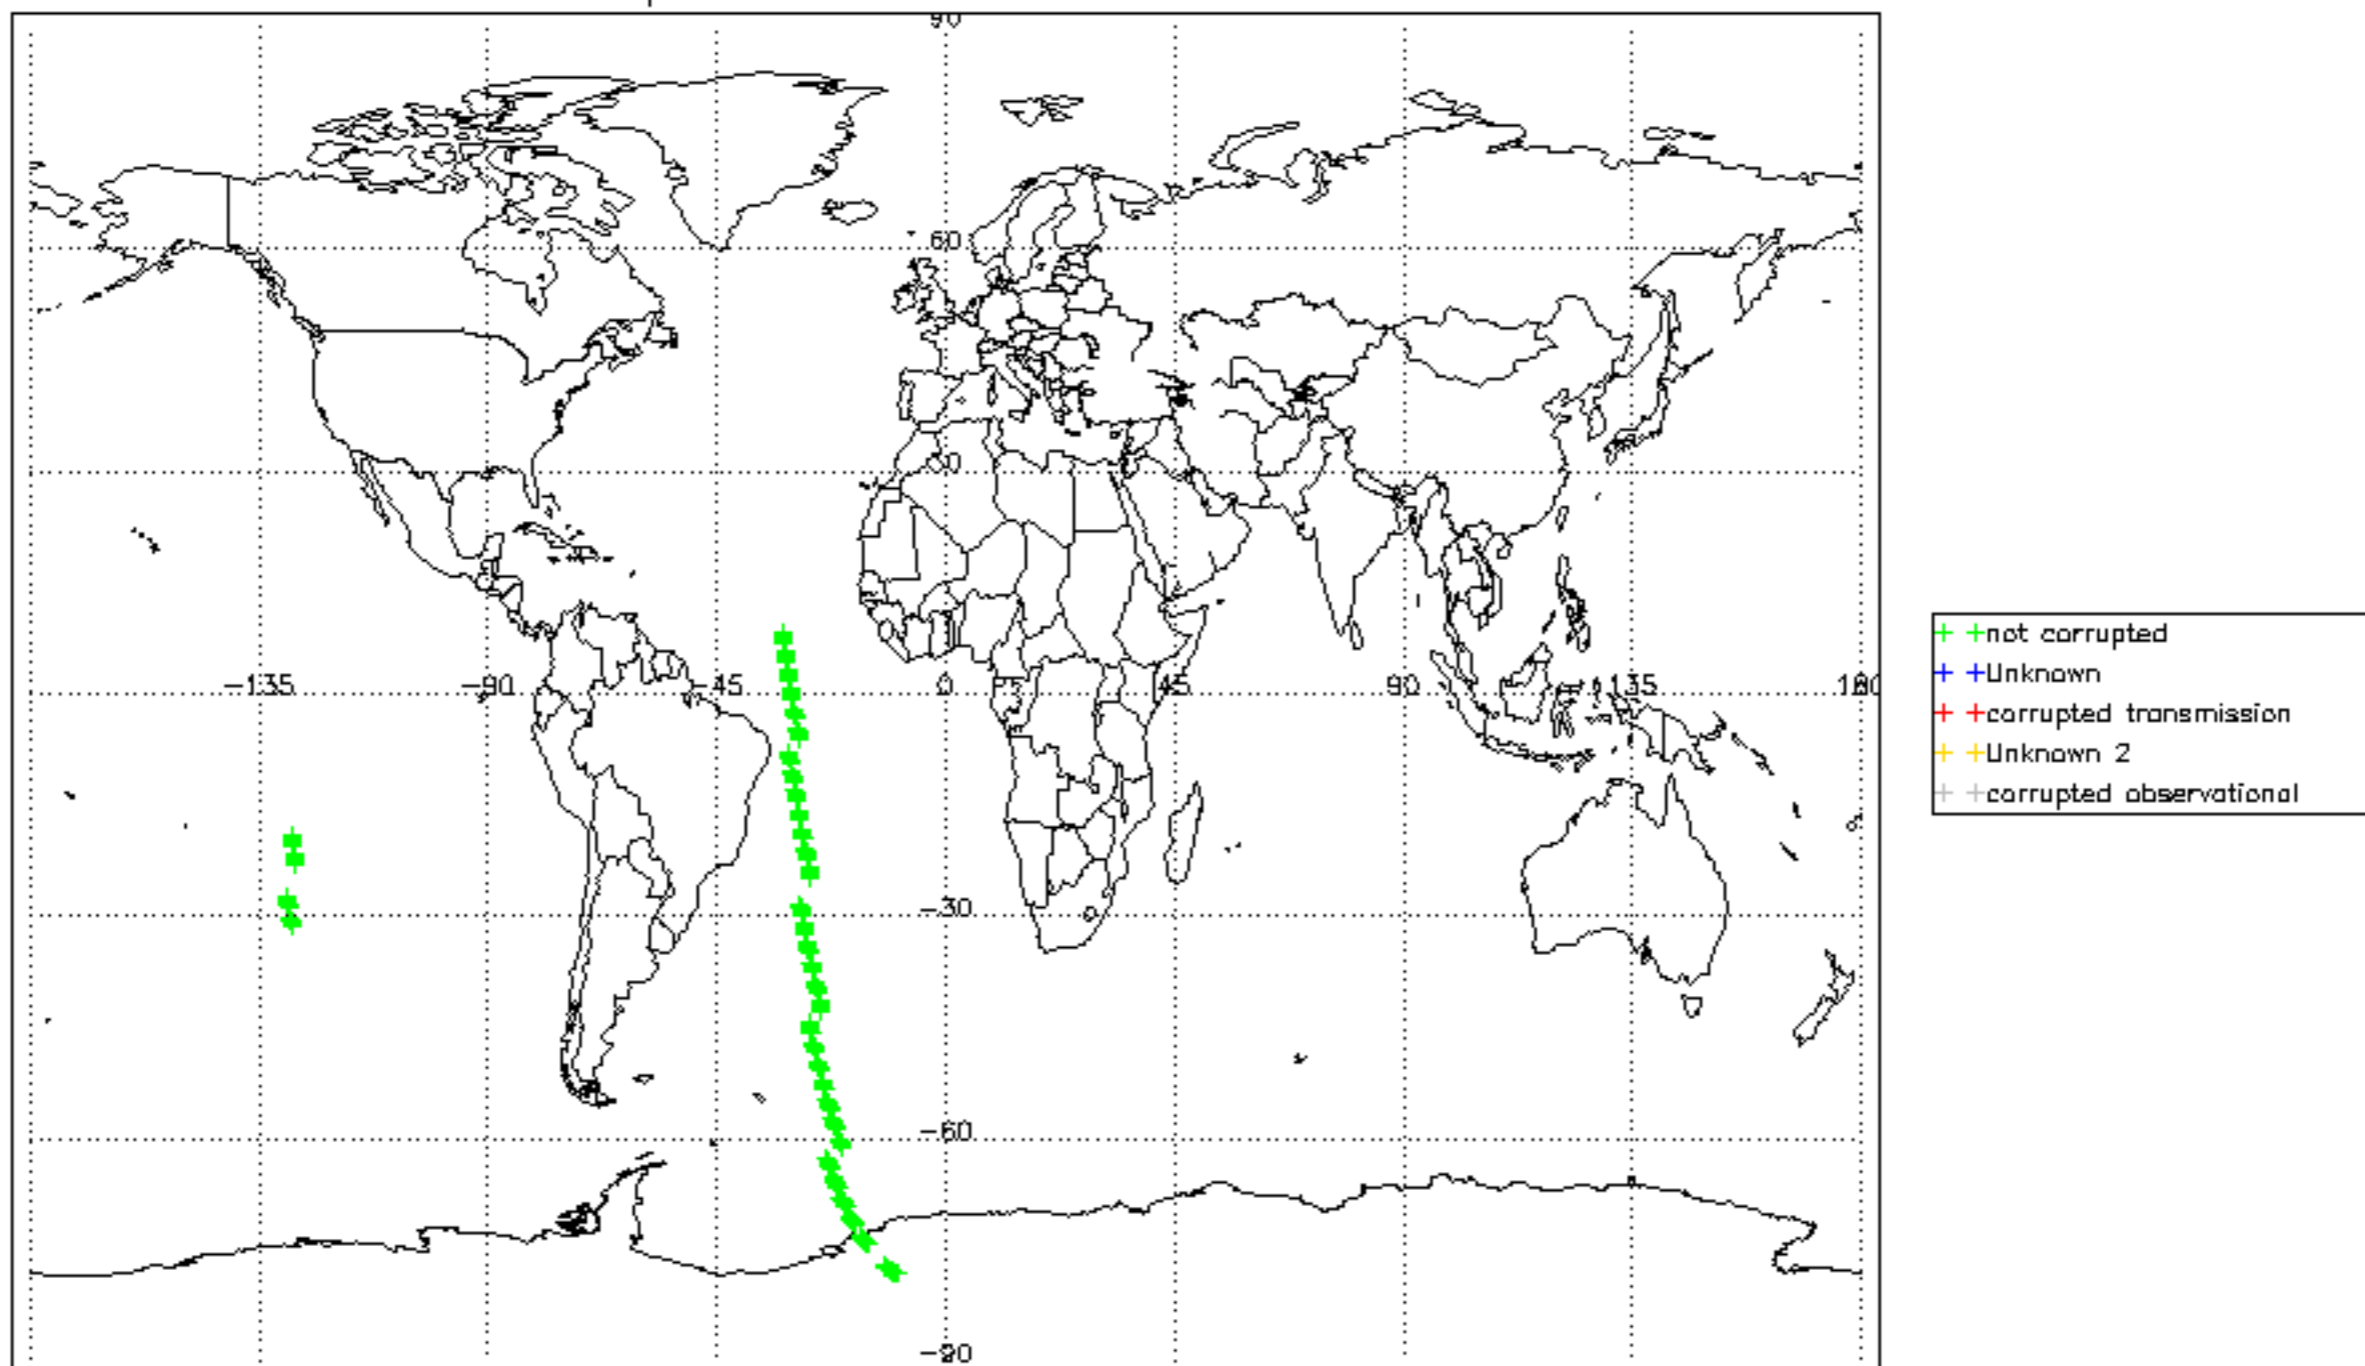 90
60
30
-135 -90 -45 0 45 90 135 180
-30
-60
-90
not corrupted
Unknown
corrupted transmission
Unknown 2
corrupted observational